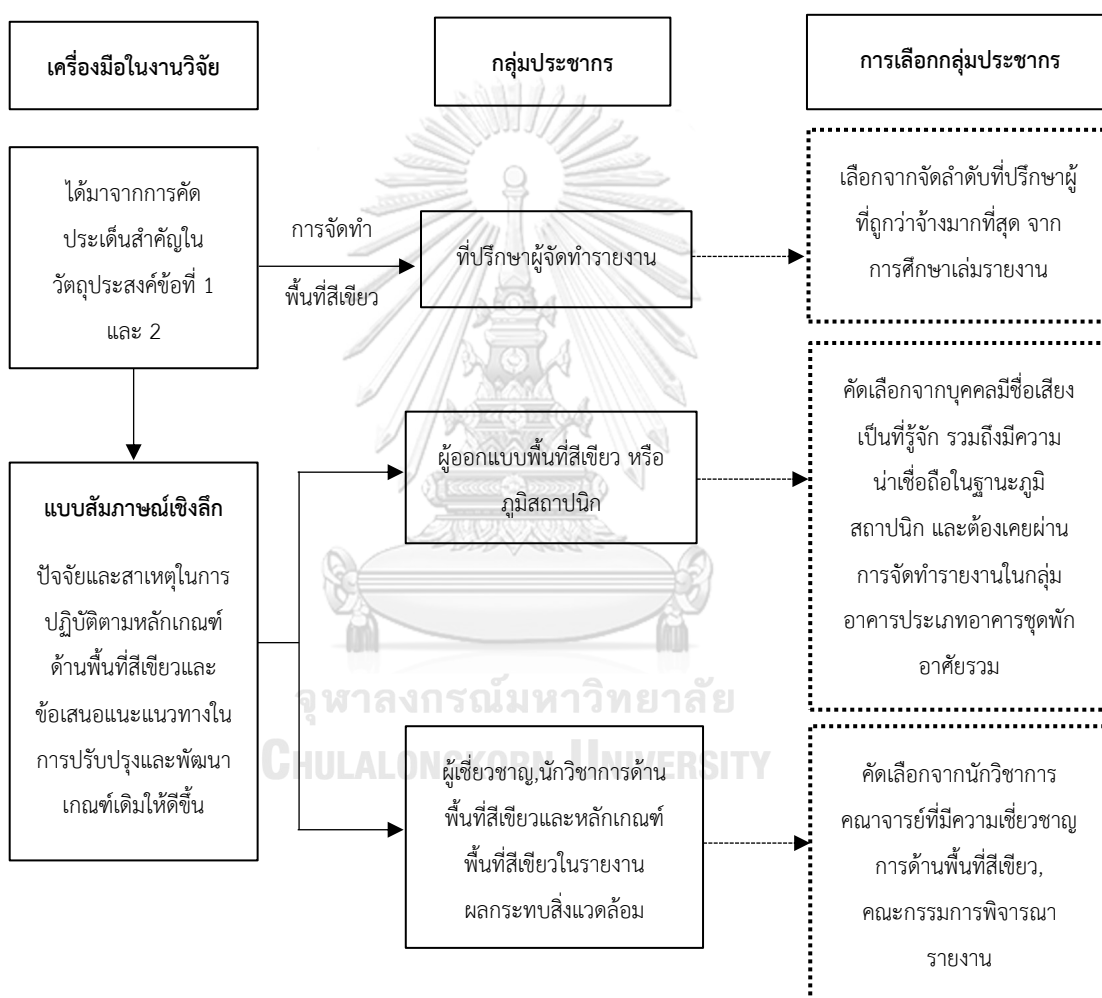 เครื่องมือในงานวิจัย
กลุ่มประชากร
การเลือกกลุ่มประชากร
ได้มาจากการคัด
ประเด็นสำคัญใน
วัตถุประสงค์ข้อที่ 1
และ 2
การจัดทำ
พื้นที่สีเขียว
ที่ปรึกษาผู้จัดทำรายงาน
เลือกจากจัดลำดับที่ปรึกษาผู้
ที่ถูกว่าจ้างมากที่สุด จาก
การศึกษาเล่มรายงาน
แบบสัมภาษณ์เชิงลึก
ปัจจัยและสาเหตุในการ
ปฏิบัติตามหลักเกณฑ์
ด้านพื้นที่สีเขียวและ
ข้อเสนอแนะแนวทางใน
การปรับปรุงและพัฒนา
เกณฑ์เดิมให้ดีขึ้น
ผู้ออกแบบพื้นที่สีเขียว หรือ
ภูมิสถาปนิก
คัดเลือกจากบุคคลมีชื่อเสียง
เป็นที่รู้จัก รวมถึงมีความ
น่าเชื่อถือในฐานะภูมิ
สถาปนิก และต้องเคยผ่าน
การจัดทำรายงานในกลุ่ม
อาคารประเภทอาคารชุดพัก
อาศัยรวม
จุฬาลงกรณ์มหาวิทยาลัย
CHULALONGKORN UNIVERSITY
ผู้เชี่ยวชาญ,นักวิชาการด้าน
พื้นที่สีเขียวและหลักเกณฑ์
พื้นที่สีเขียวในรายงาน
ผลกระทบสิ่งแวดล้อม
คัดเลือกจากนักวิชาการ
คณาจารย์ที่มีความเชี่ยวชาญ
การด้านพื้นที่สีเขียว,
คณะกรรมการพิจารณา
รายงาน